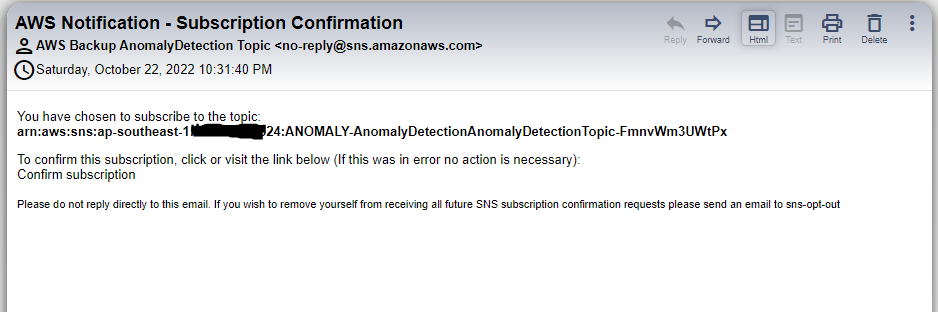 AWS Notification - Subscription Confirmation
Reply Forward Html Text Print Delete
AWS Backup AnomalyDetection Topic <no-reply@sns.amazonaws.com>
Saturday, October 22, 2022 10:31:40 PM
You have chosen to subscribe to the topic:
arn:aws:sns:ap-southeast-1 24:ANOMALY-AnomalyDetectionAnomalyDetectionTopic-FmnvWm3UWtPx
To confirm this subscription, click or visit the link below (If this was in error no action is necessary):
Confirm subscription
Please do not reply directly to this email. If you wish to remove yourself from receiving all future SNS subscription confirmation requests please send an email to sns-opt-out